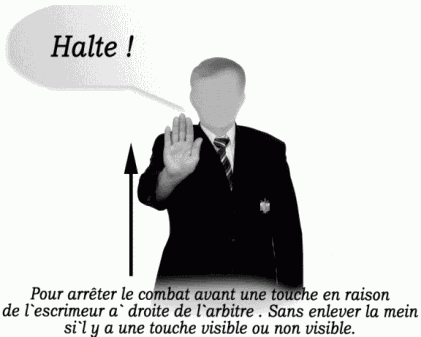 Halte !
Pour arrêter le combat avant une touche en raison
de l`escrimeur a` droite de l`arbitre . Sans enlever la mein
si`l y a une touche visible ou non visible.